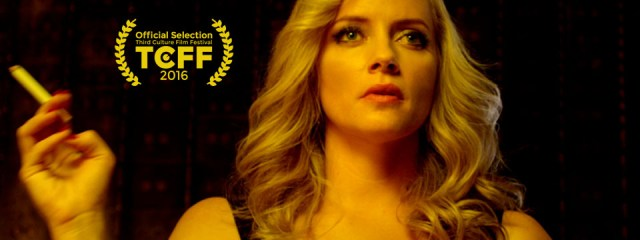 Official Selection
Third Culture Film Festival
TCFF
2016